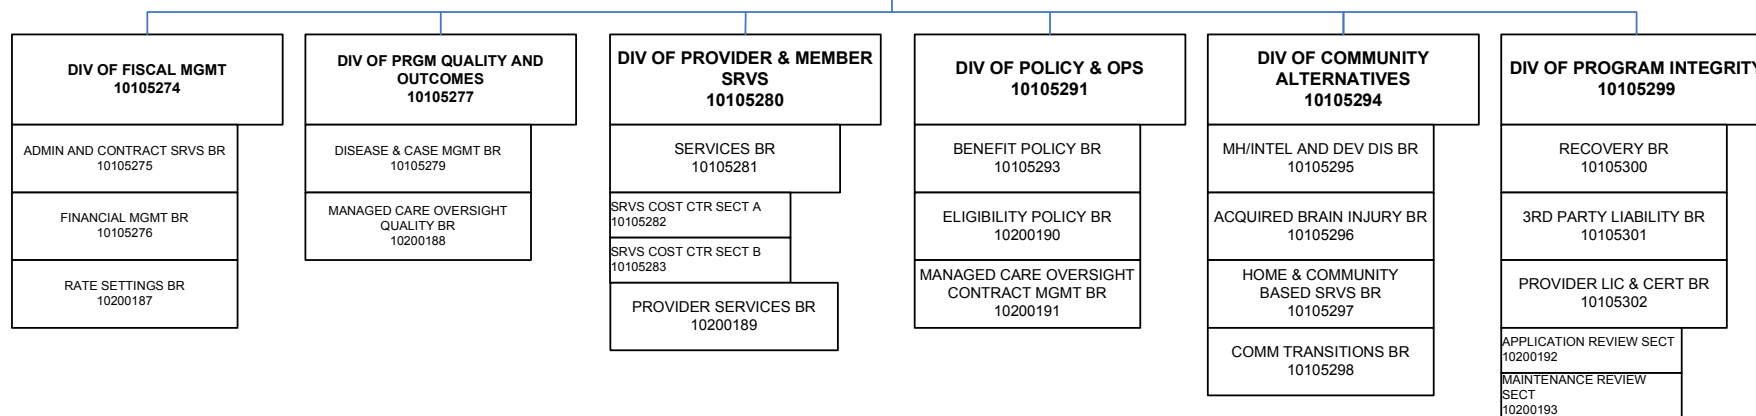 DIV OF FISCAL MGMT
10105274
ADMIN AND CONTRACT SRVS BR
10105275
FINANCIAL MGMT BR
10105276
RATE SETTINGS BR
10200187
DIV OF PRGM QUALITY AND
OUTCOMES
10105277
DISEASE & CASE MGMT BR
10105279
MANAGED CARE OVERSIGHT
QUALITY BR
10200188
DIV OF PROVIDER & MEMBER
SRVS
10105280
SERVICES BR
10105281
SRVS COST CTR SECT A
10105282
SRVS COST CTR SECT B
10105283
PROVIDER SERVICES BR
10200189
DIV OF POLICY & OPS
10105291
BENEFIT POLICY BR
10105293
ELIGIBILITY POLICY BR
10200190
MANAGED CARE OVERSIGHT
CONTRACT MGMT BR
10200191
DIV OF COMMUNITY
ALTERNATIVES
10105294
MH/INTEL AND DEV DIS BR
10105295
ACQUIRED BRAIN INJURY BR
10105296
HOME & COMMUNITY
BASED SRVS BR
10105297
COMM TRANSITIONS BR
10105298
DIV OF PROGRAM INTEGRITY
10105299
RECOVERY BR
10105300
3RD PARTY LIABILITY BR
10105301
PROVIDER LIC & CERT BR
10105302
APPLICATION REVIEW SECT
10200192
MAINTENANCE REVIEW
SECT
10200193